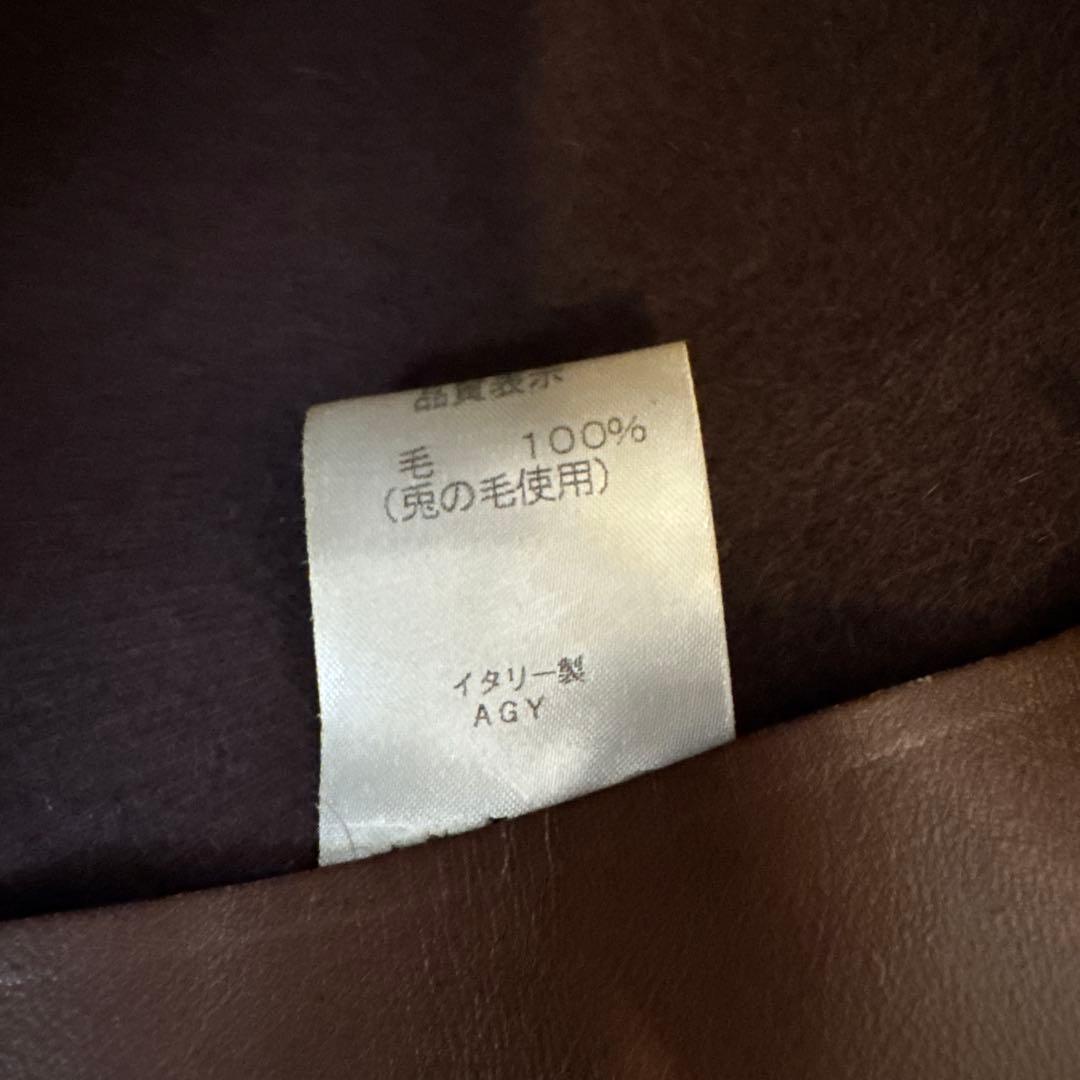 品質表示
毛 100%
(兎の毛使用)
イタリー製
AGY